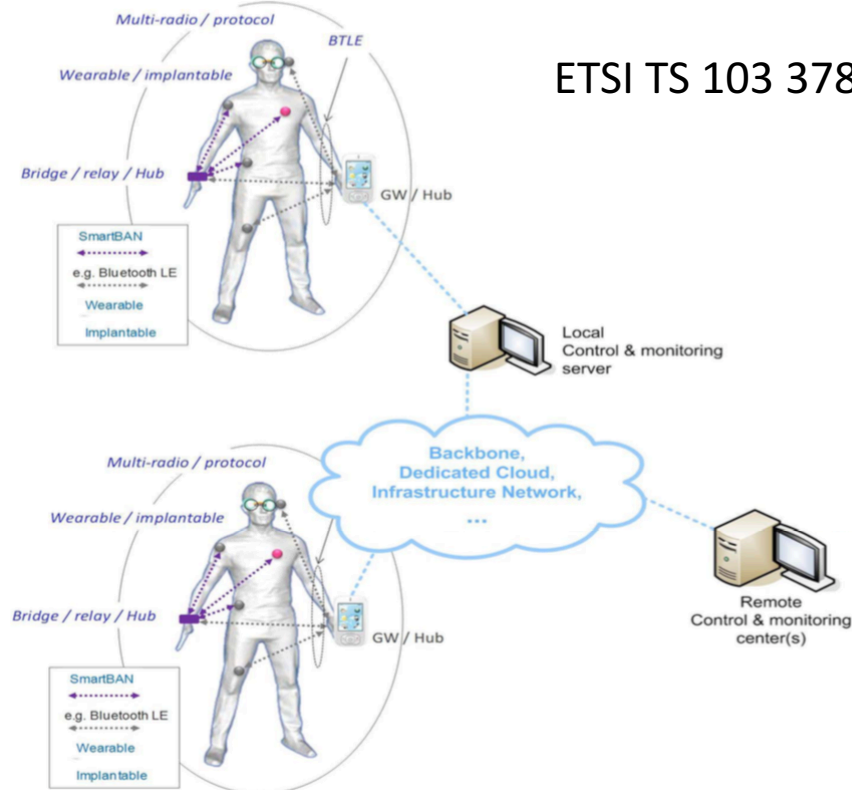 Multi-radio / protocol
BTLE
ETSI TS 103 378
Wearable / implantable
Bridge / relay / Hub
GW / Hub
SmartBAN
e.g. Bluetooth LE
Wearable
Implantable
Local
Control & monitoring
server
Backbone,
Dedicated Cloud,
Infrastructure Network,
...
Multi-radio / protocol
Wearable / implantable
Bridge / relay / Hub
GW / Hub
SmartBAN
e.g. Bluetooth LE
Wearable
Implantable
Remote
Control & monitoring
center(s)